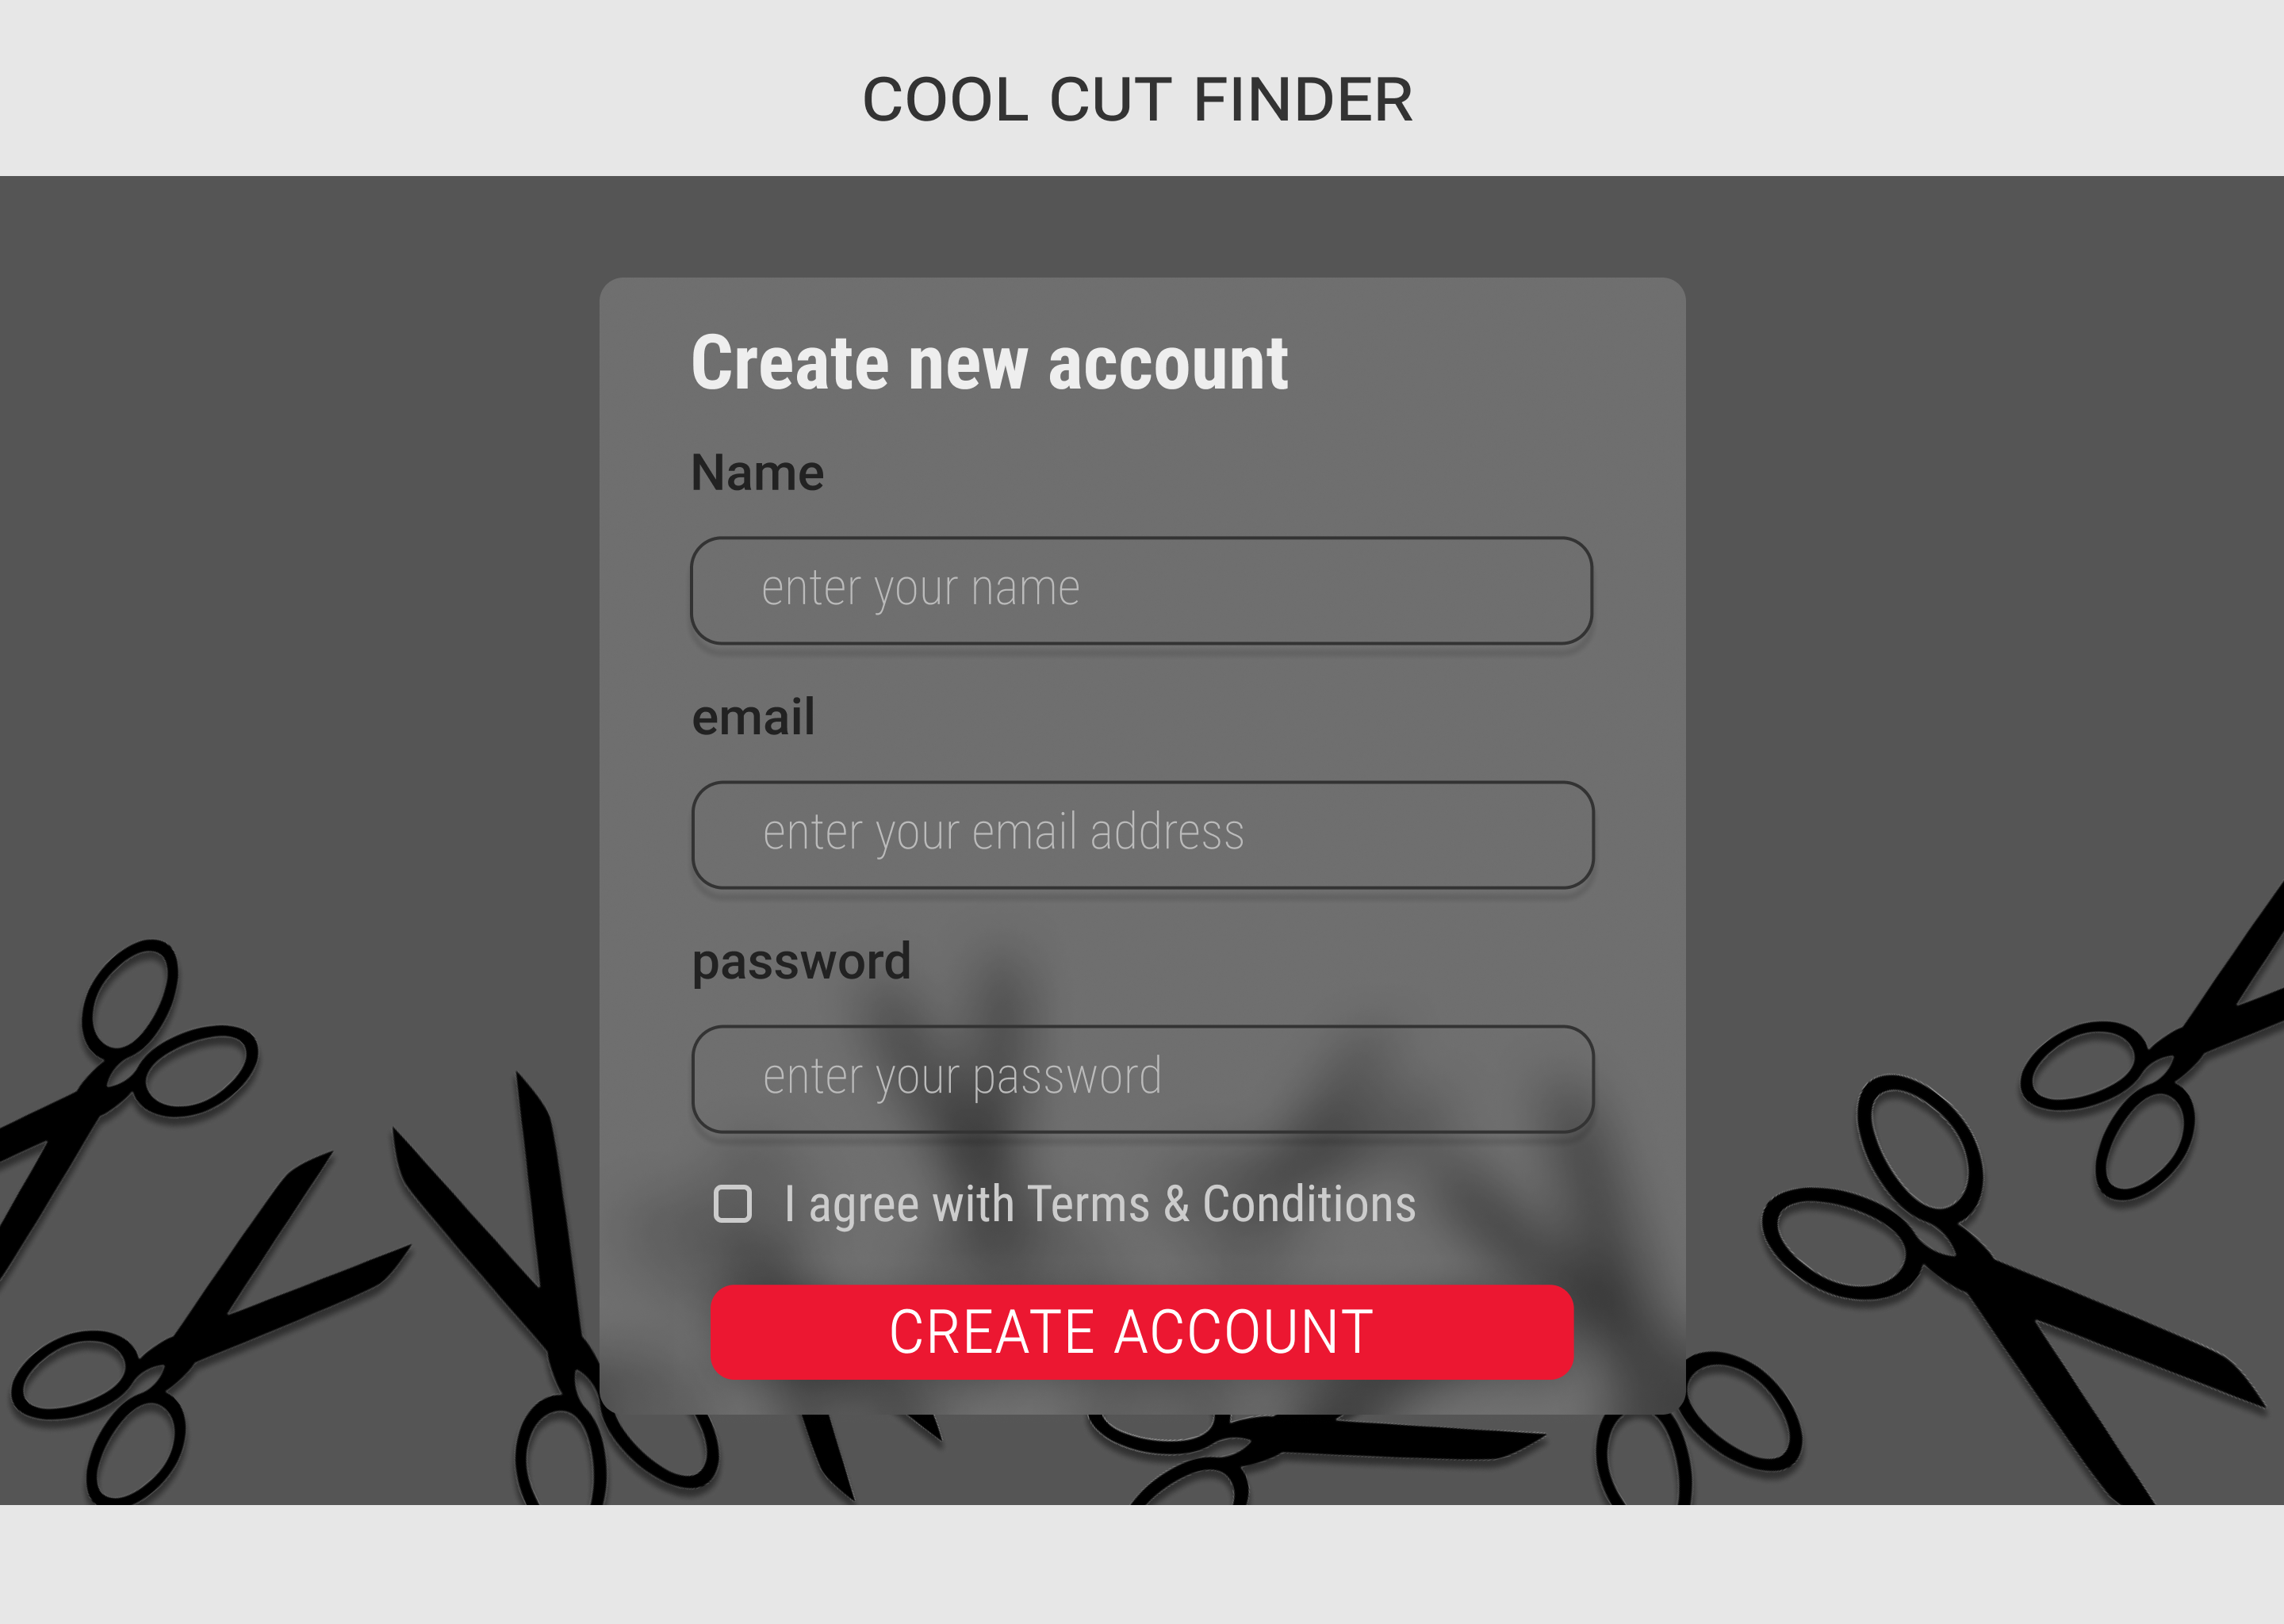 COOL CUT FINDER
Create new account
Name
enter your name
email
enter your email address
password
enter your password
I agree with Terms & Conditions
CREATE ACCOUNT